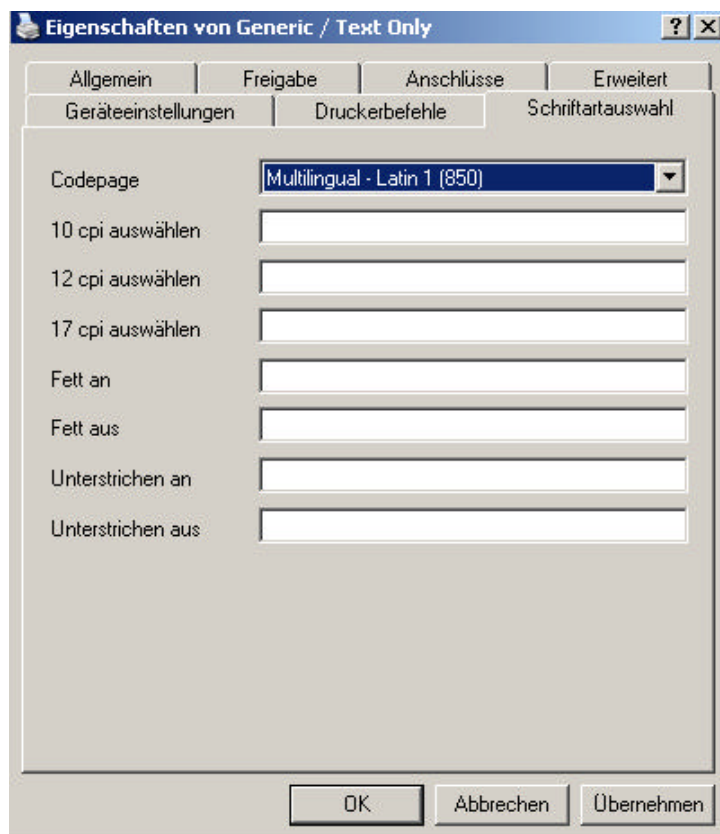 Eigenschaften von Generic / Text Only
Allgemein Freigabe Anschlüsse Erweitert
Geräteeinstellungen Druckerbefehle Schriftartauswahl
Codepage Multilingual - Latin 1 (850)
10 cpi auswählen
12 cpi auswählen
17 cpi auswählen
Fett an
Fett aus
Unterstrichen an
Unterstrichen aus
OK Abbrechen Übernehmen